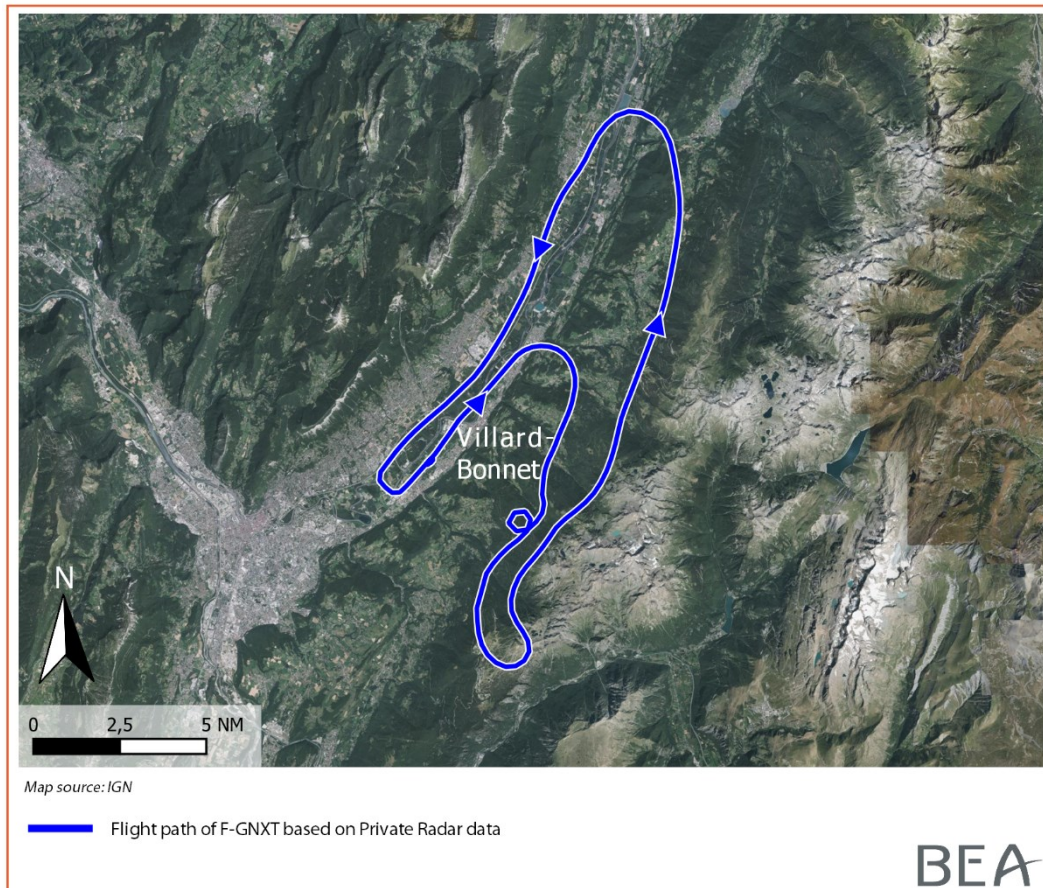 Villard-
Bonnet
N
0 2,5 5 NM
Map source: IGN
Flight path of F-GNXT based on Private Radar data
BEA